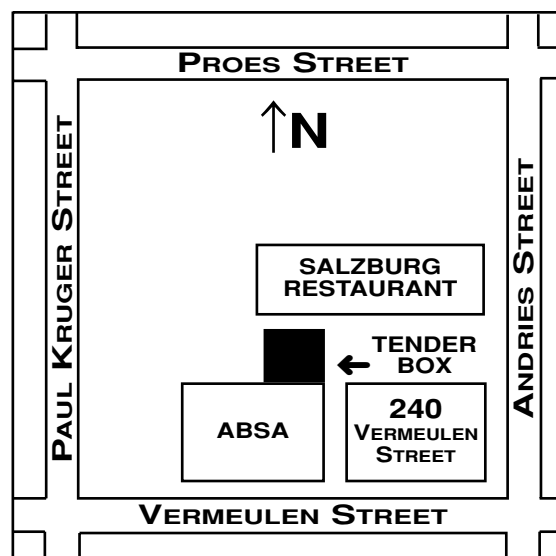 PROES STREET
N
PAUL KRUGER STREET
ANDRIES STREET
SALZBURG
RESTAURANT
TENDER
BOX
ABSA
240
VERMEULEN
STREET
VERMEULEN STREET